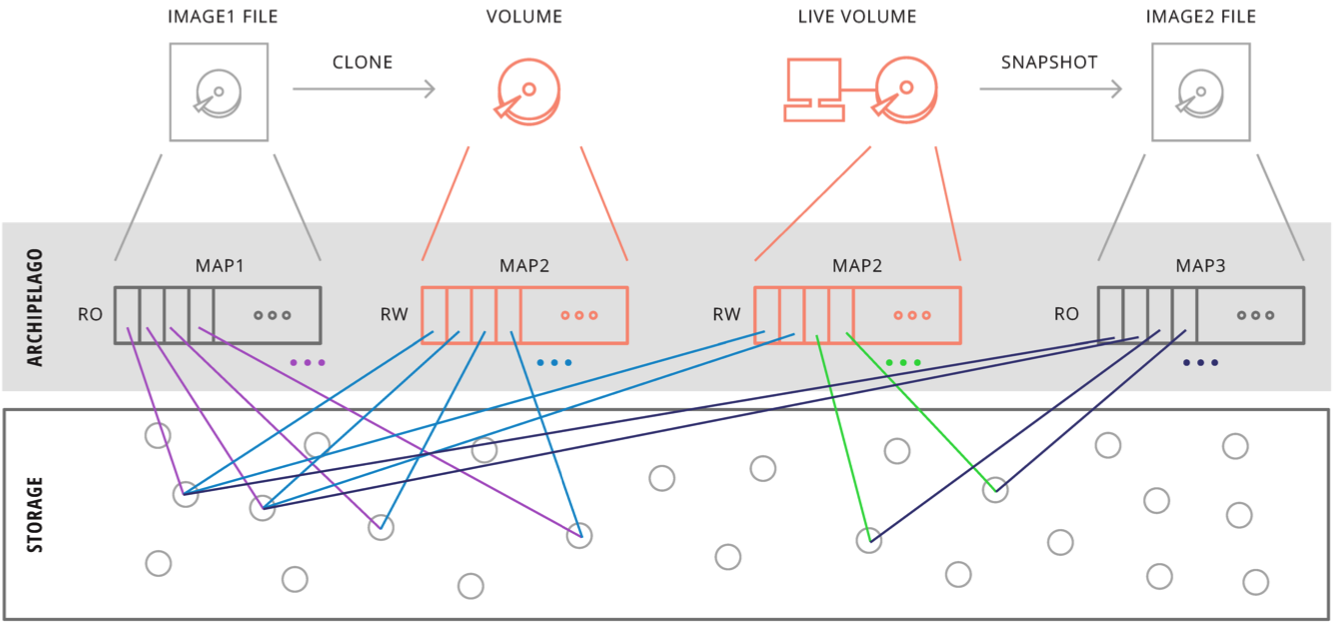 IMAGE1 FILE
VOLUME
LIVE VOLUME
IMAGE2 FILE
CLONE
SNAPSHOT
ARCHIPELAGO
MAP1
MAP2
MAP2
MAP3
RO
RW
RW
RO
STORAGE